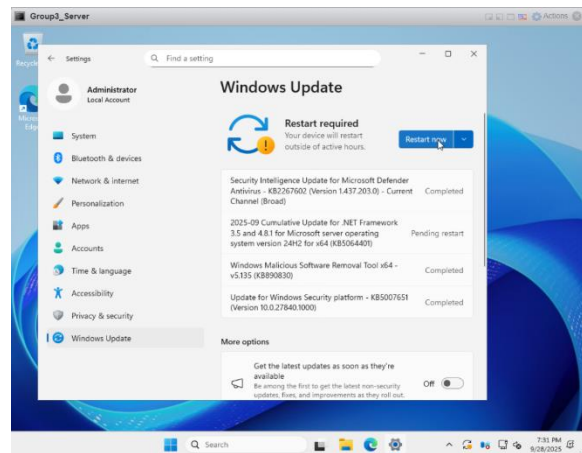 Group3_Server
Actions
Recycle
Settings
Find a setting
Administrator
Local Account
Windows Update
Restart required
Your device will restart
outside of active hours.
Restart now
Micros
Edge
System
Bluetooth & devices
Network & internet
Personalization
Apps
Accounts
Time & language
Accessibility
Privacy & security
Windows Update
Security Intelligence Update for Microsoft Defender
Antivirus - KB2267602 (Version 1.437.203.0) - Current
Channel (Broad)
Completed
2025-09 Cumulative Update for .NET Framework
3.5 and 4.8.1 for Microsoft server operating
system version 24H2 for x64 (KB5064401)
Pending restart
Windows Malicious Software Removal Tool x64 -
v5.135 (KB890830)
Completed
Update for Windows Security platform - KB5007651
(Version 10.0.27840.1000)
Completed
More options
Get the latest updates as soon as they're
available
Be among the first to get the latest non-security
updates, fixes, and improvements as they roll out.
Off
Search
7:31 PM
9/28/2025